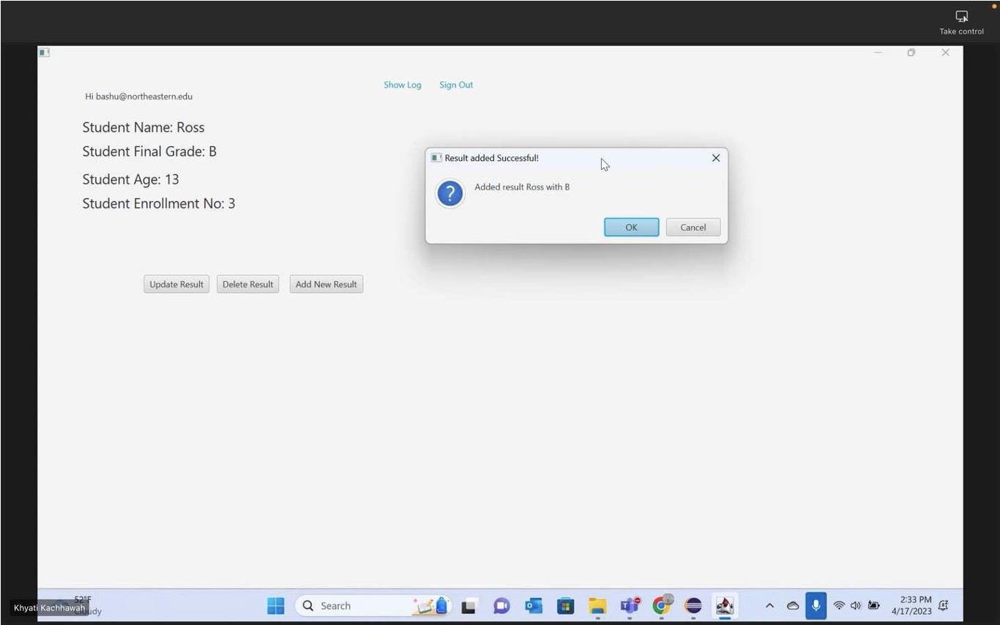 Take control
Show Log
Sign Out
Hi bashu@northeastern.edu
Student Name: Ross
Student Final Grade: B
Student Age: 13
Student Enrollment No: 3
Result added Successful!
Added result Ross with B
OK
Cancel
Update Result
Delete Result
Add New Result
52°F
Khyati Kachhawah
Search
2:33 PM
4/17/2023